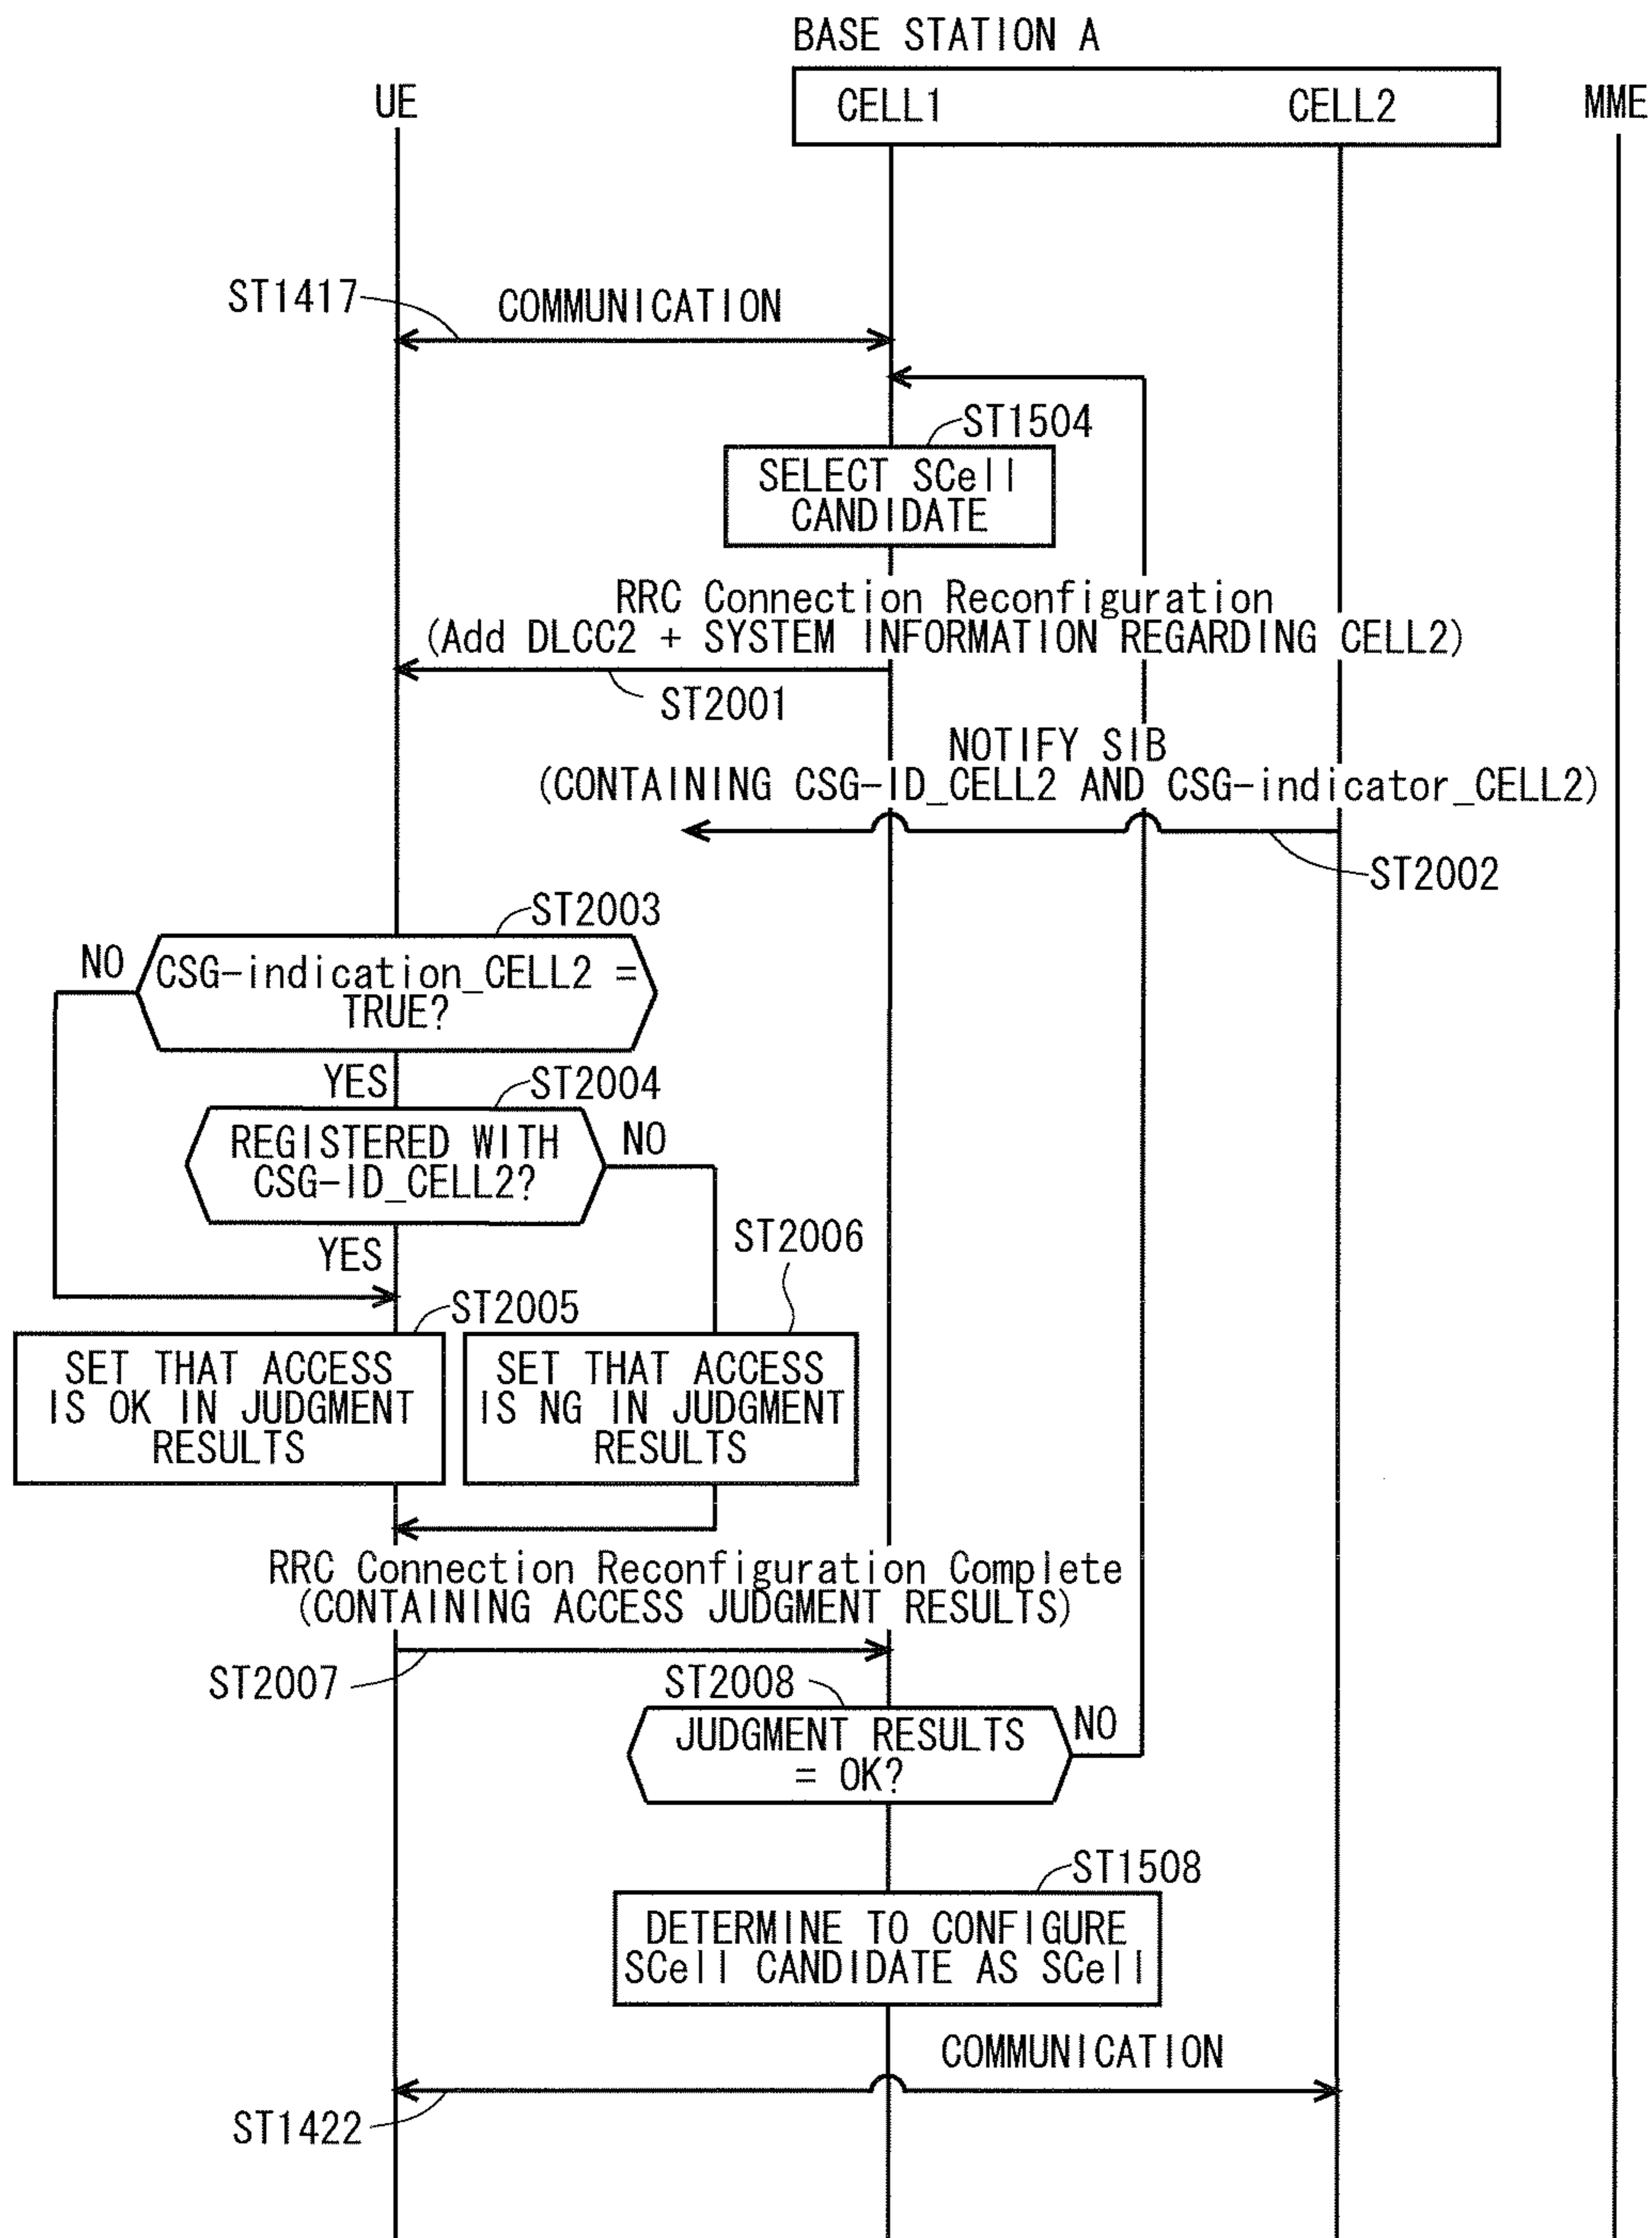 BASE STATION A
UE
CELL1
CELL2
MME
ST1417
COMMUNICATION
ST1504
SELECT SCell
CANDIDATE
RRC Connection Reconfiguration
(Add DLCC2 + SYSTEM INFORMATION REGARDING CELL2)
ST2001
NOTIFY SIB
(CONTAINING CSG-ID_CELL2 AND CSG-indicator_CELL2)
ST2002
ST2003
NO
CSG-indication_CELL2 =
TRUE?
YES
ST2004
REGISTERED WITH
CSG-ID_CELL2?
NO
YES
ST2006
ST2005
SET THAT ACCESS
IS OK IN JUDGMENT
RESULTS
SET THAT ACCESS
IS NG IN JUDGMENT
RESULTS
RRC Connection Reconfiguration Complete
(CONTAINING ACCESS JUDGMENT RESULTS)
ST2007
ST2008
JUDGMENT RESULTS
= OK?
NO
ST1508
DETERMINE TO CONFIGURE
SCell CANDIDATE AS SCell
COMMUNICATION
ST1422